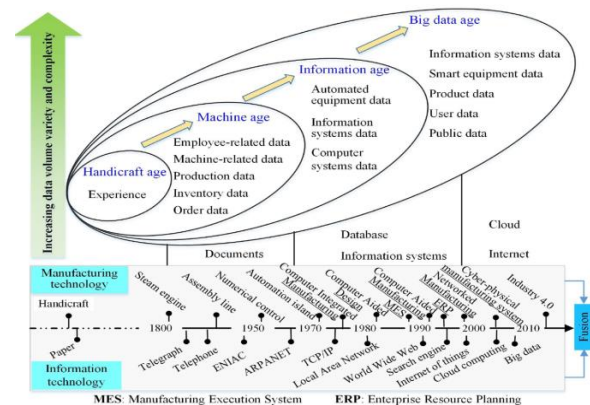 Increasing data volume variety and complexity
Big data age
Information systems data
Smart equipment data
Product data
User data
Public data
Information age
Automated
equipment data
Information
systems data
Computer
systems data
Machine age
Employee-related data
Machine-related data
Production data
Inventory data
Order data
Handicraft age
Experience
Documents
Database
Information systems
Cloud
Internet
Manufacturing
technology
Handicraft
Steam engine
Assembly line
Numerical control
Automation island
Computer Integrated
Manufacturing
Computer Aided
Design
MES
Computer Aided
Manufacturing
ERP
Networked
Manufacturing
Cyber-physical
manufacturing system
Industry 4.0
1800
1950
1970
1980
1990
2000
2010
Fusion
Paper
Telegraph
Telephone
ENIAC
ARPANET
TCP/IP
Local Area Network
World Wide Web
Search engine
Internet of things
Cloud computing
Big data
Information
technology
MES: Manufacturing Execution System ERP: Enterprise Resource Planning